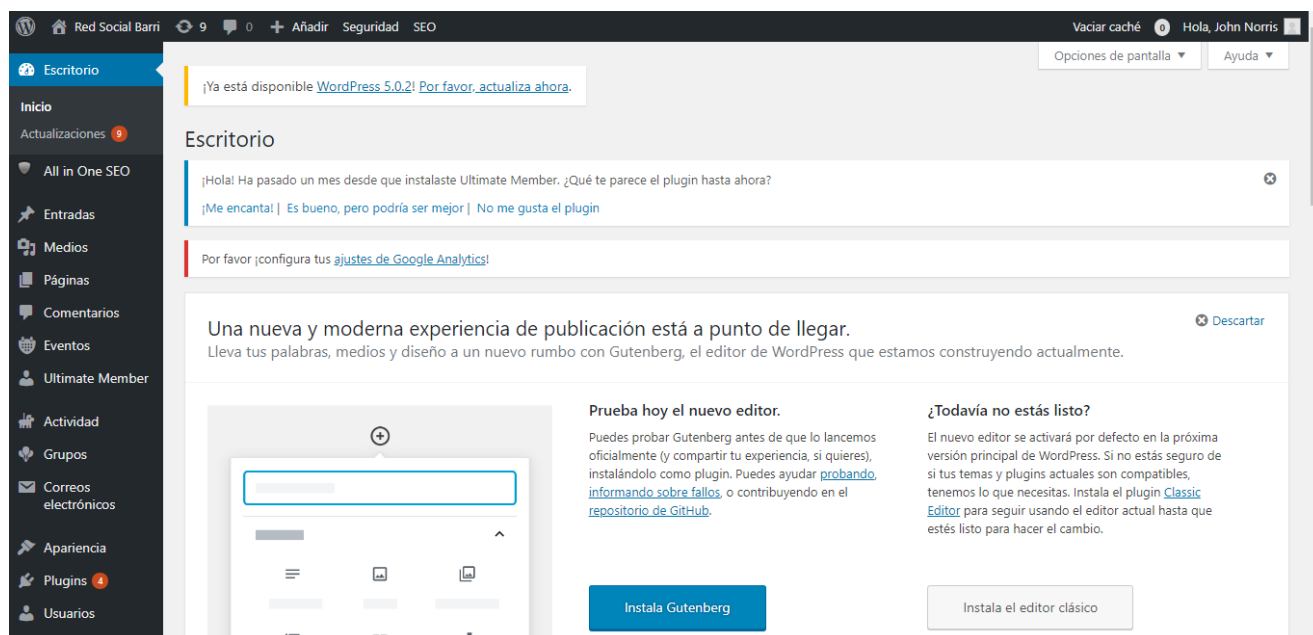 Red Social Barri 9 0 Añadir Seguridad SEO Vaciar caché 0 Hola, John Norris
Opciones de pantalla Ayuda
Escritorio
Inicio
Actualizaciones 9
All in One SEO
Entradas
Medios
Páginas
Comentarios
Eventos
Ultimate Member
Actividad
Grupos
Correos
electrónicos
Apariencia
Plugins 4
Usuarios
¡Ya está disponible WordPress 5.0.2! Por favor, actualiza ahora.
Escritorio
¡Hola! Ha pasado un mes desde que instalaste Ultimate Member. ¿Qué te parece el plugin hasta ahora?
¡Me encanta! | Es bueno, pero podría ser mejor | No me gusta el plugin
Por favor ¡configura tus ajustes de Google Analytics!
Descartar
Una nueva y moderna experiencia de publicación está a punto de llegar.
Lleva tus palabras, medios y diseño a un nuevo rumbo con Gutenberg, el editor de WordPress que estamos construyendo actualmente.
Prueba hoy el nuevo editor.
Puedes probar Gutenberg antes de que lo lancemos
oficialmente (y compartir tu experiencia, si quieres),
instalándolo como plugin. Puedes ayudar probando,
informando sobre fallos, o contribuyendo en el
repositorio de GitHub.
Instala Gutenberg
¿Todavía no estás listo?
El nuevo editor se activará por defecto en la próxima
versión principal de WordPress. Si no estás seguro de
si tus temas y plugins actuales son compatibles,
tenemos lo que necesitas. Instala el plugin Classic
Editor para seguir usando el editor actual hasta que
estés listo para hacer el cambio.
Instala el editor clásico